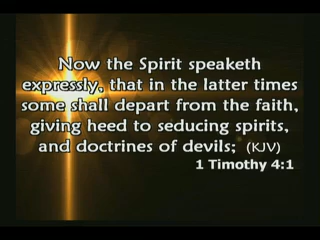 Now the Spirit speaketh
expressly, that in the latter times
some shall depart from the faith,
giving heed to seducing spirits,
and doctrines of devils; (KJV)
1 Timothy 4:1